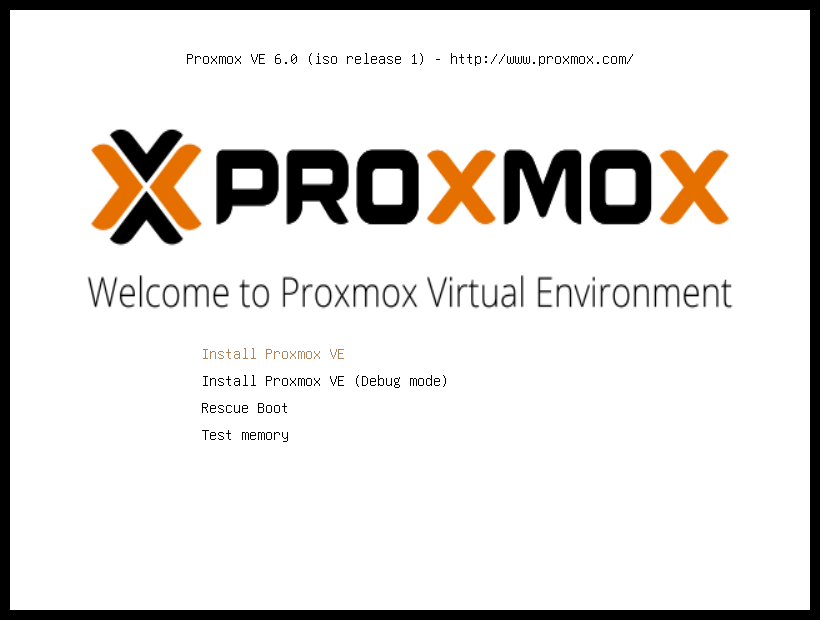 Proxmox VE 6.0 (iso release 1) - http://www.proxmox.com/
PROXMOX
Welcome to Proxmox Virtual Environment
Install Proxmox VE
Install Proxmox VE (Debug mode)
Rescue Boot
Test memory